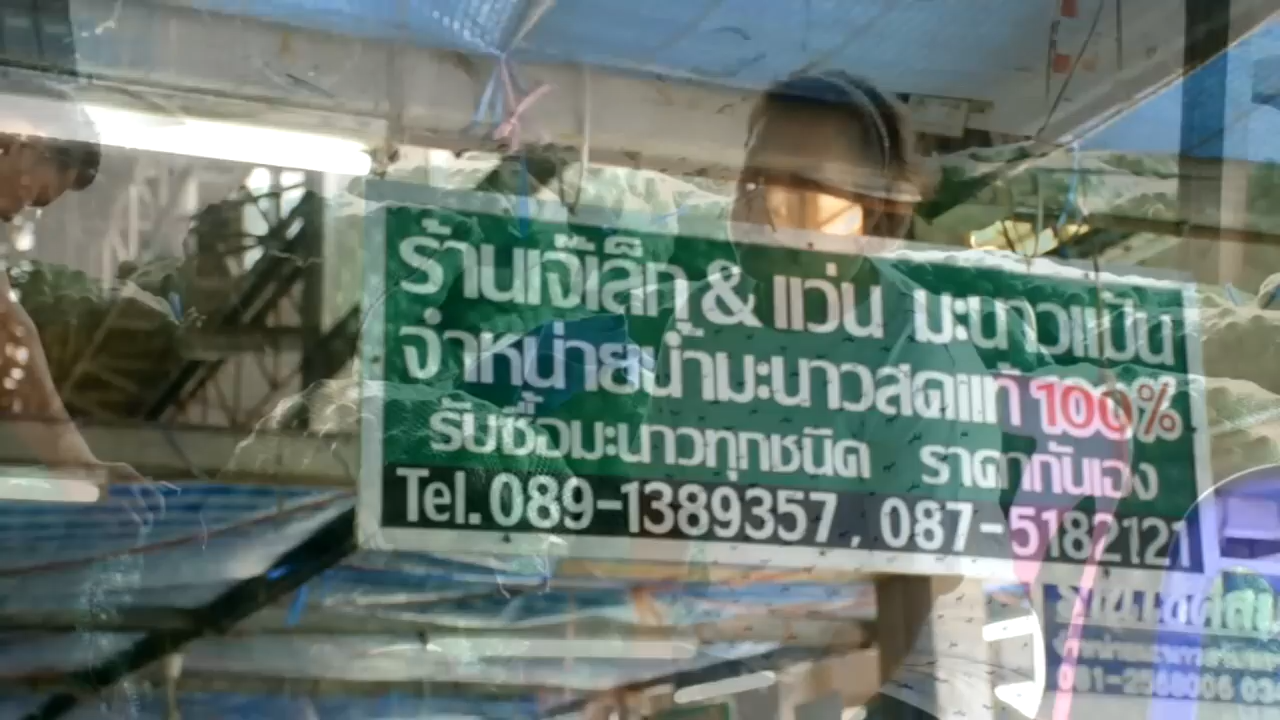 ร้านเจ๊เล็ก & แว่น มะนาวแป้น
จำหน่ายน้ำมะนาวสดแท้ 100%
รับซื้อมะนาวทุกชนิด ราคากันเอง
Tel. 089-1389357, 087-5182121